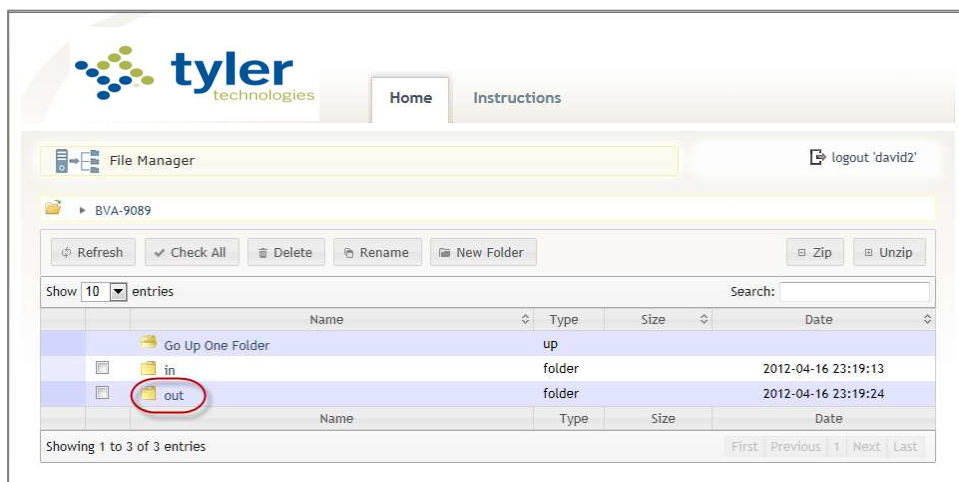 tyler
technologies
Home Instructions
File Manager
logout 'david2'
BVA-9089
Refresh Check All Delete Rename New Folder Zip Unzip
Show 10 entries Search:
Name Type Size Date
Go Up One Folder up
in folder 2012-04-16 23:19:13
out folder 2012-04-16 23:19:24
Name Type Size Date
Showing 1 to 3 of 3 entries First Previous 1 Next Last